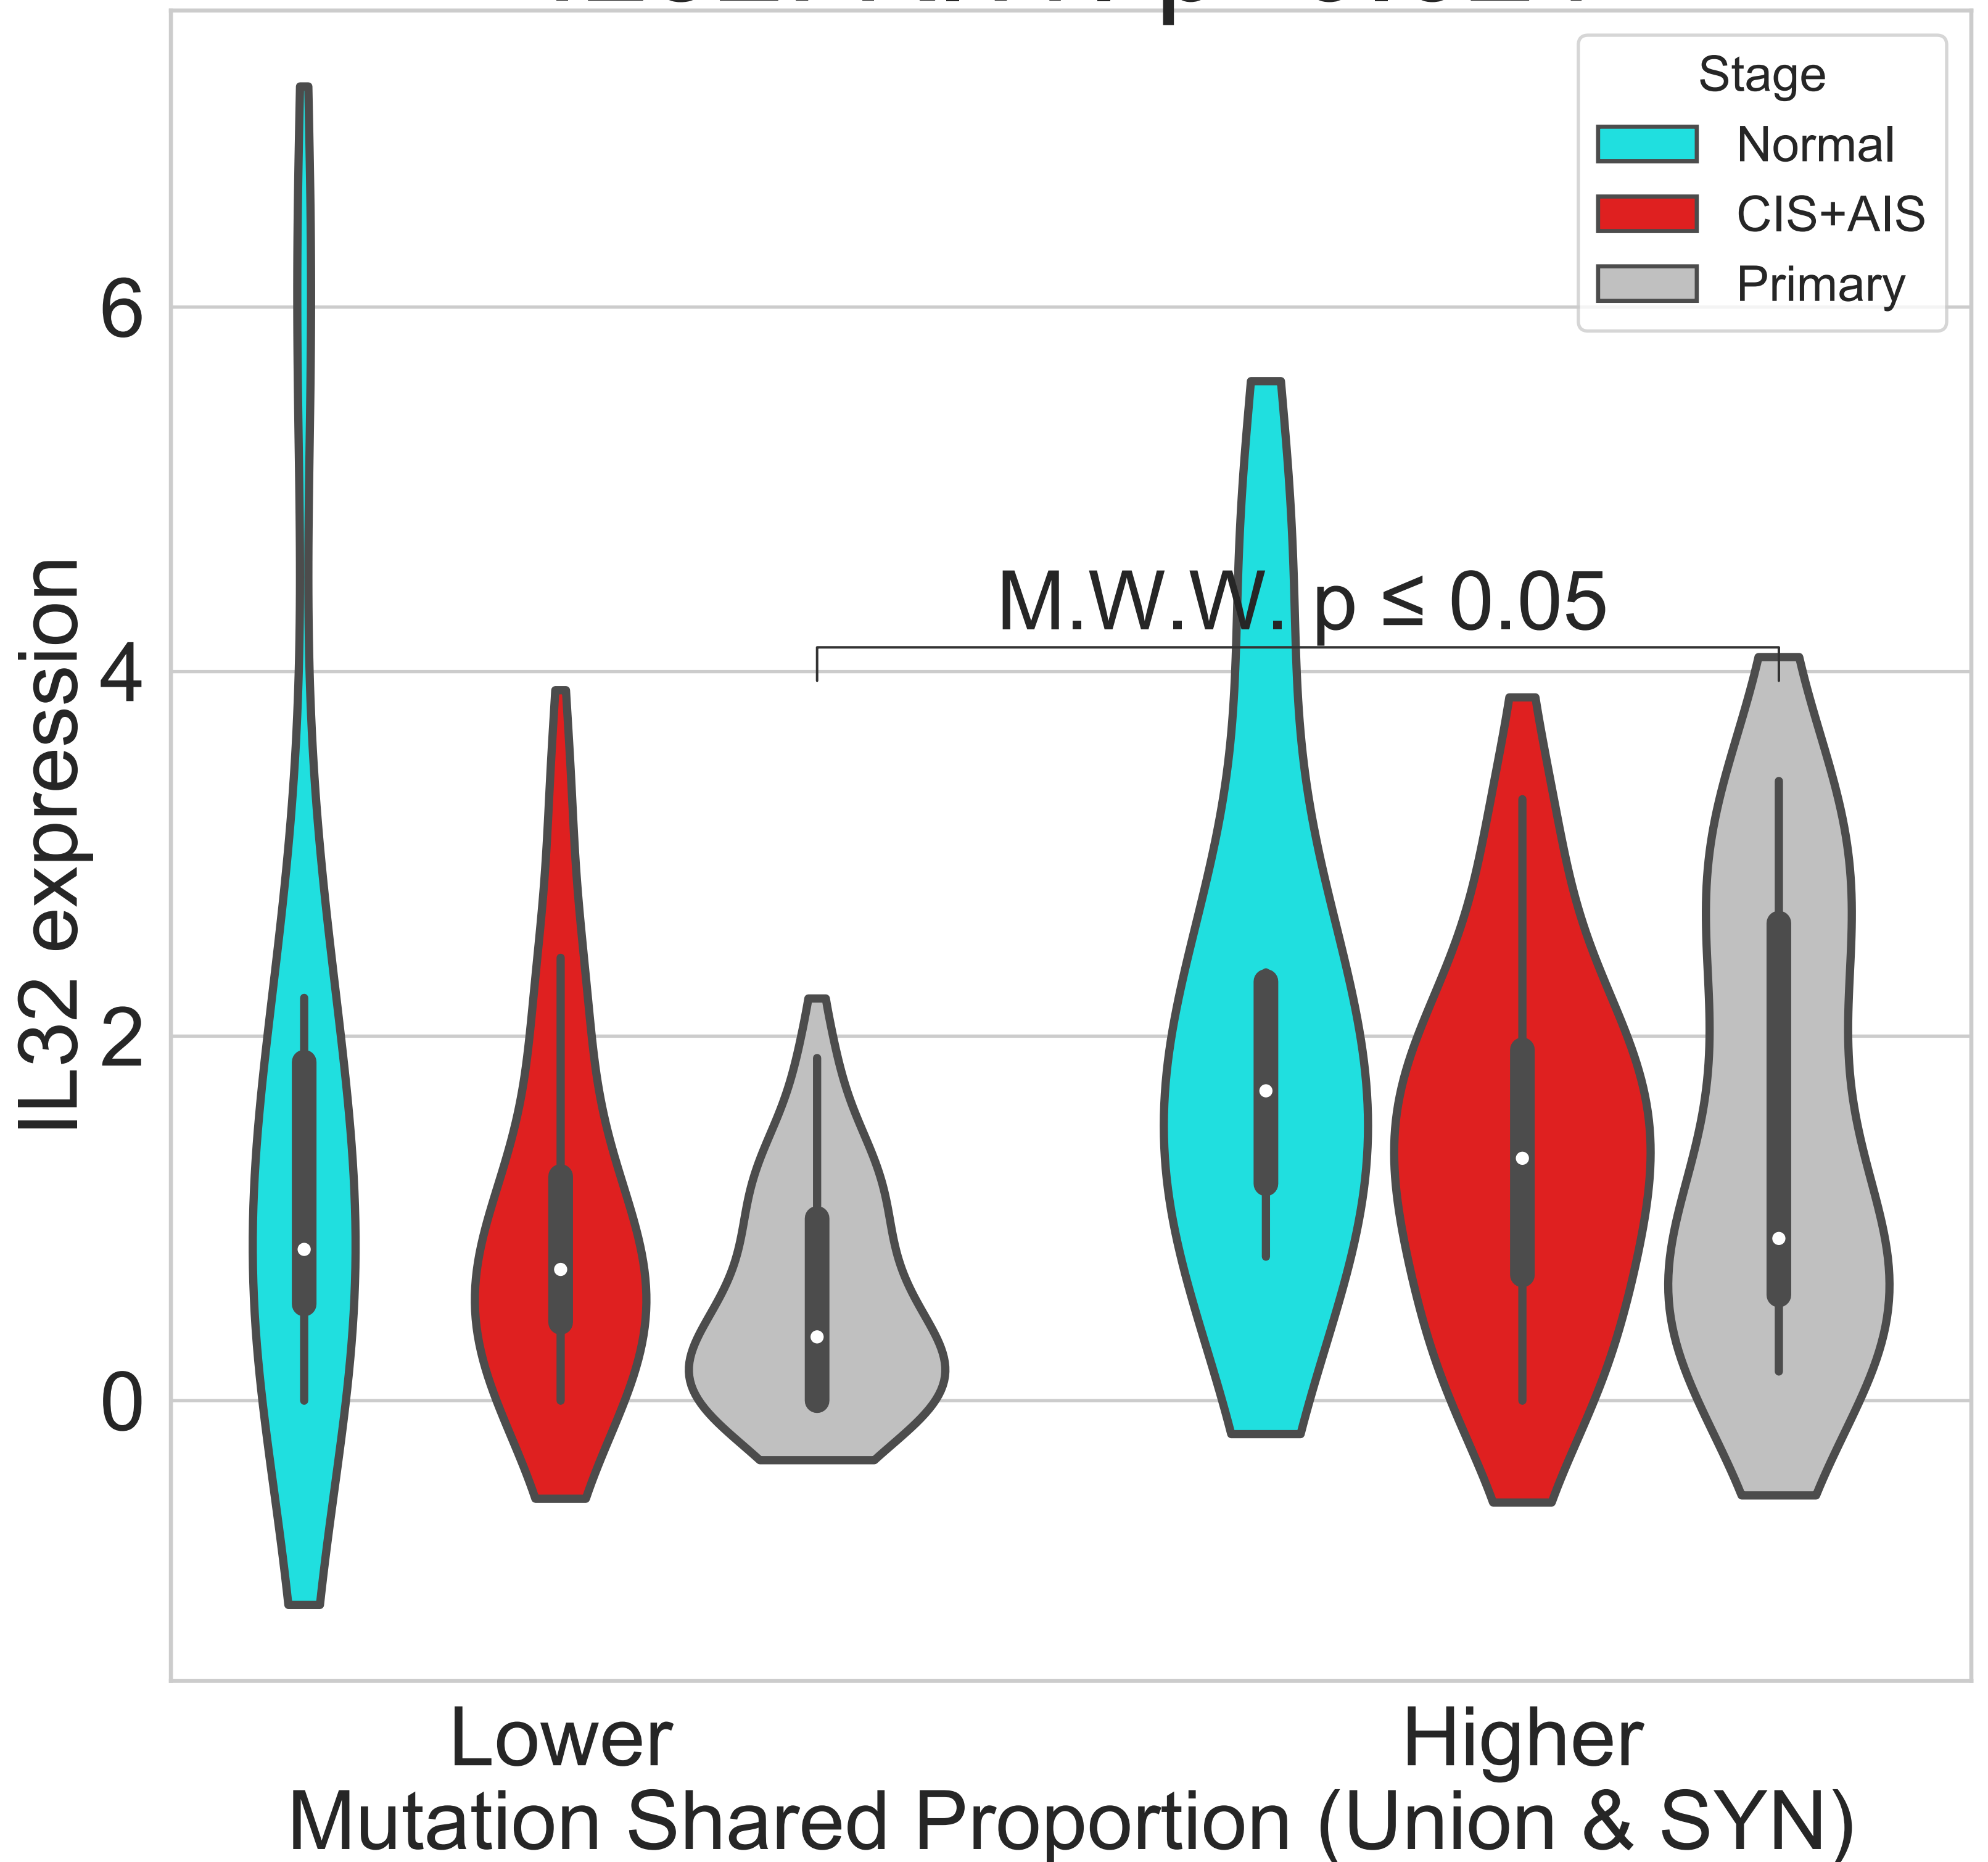 Stage
Normal
CIS+AIS
Primary
6
4
2
0
IL32 expression
M.W.W. p ≤ 0.05
Lower
Higher
Mutation Shared Proportion (Union & SYN)